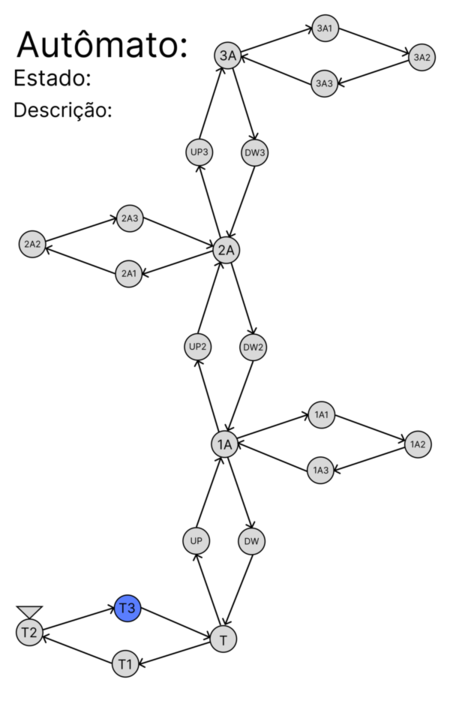 Autômato:
Estado:
Descrição:
3A1
3A
3A2
3A3
UP3
DW3
2A3
2A2
2A
2A1
UP2
DW2
1A1
1A
1A2
1A3
UP
DW
T3
T2
T
T1